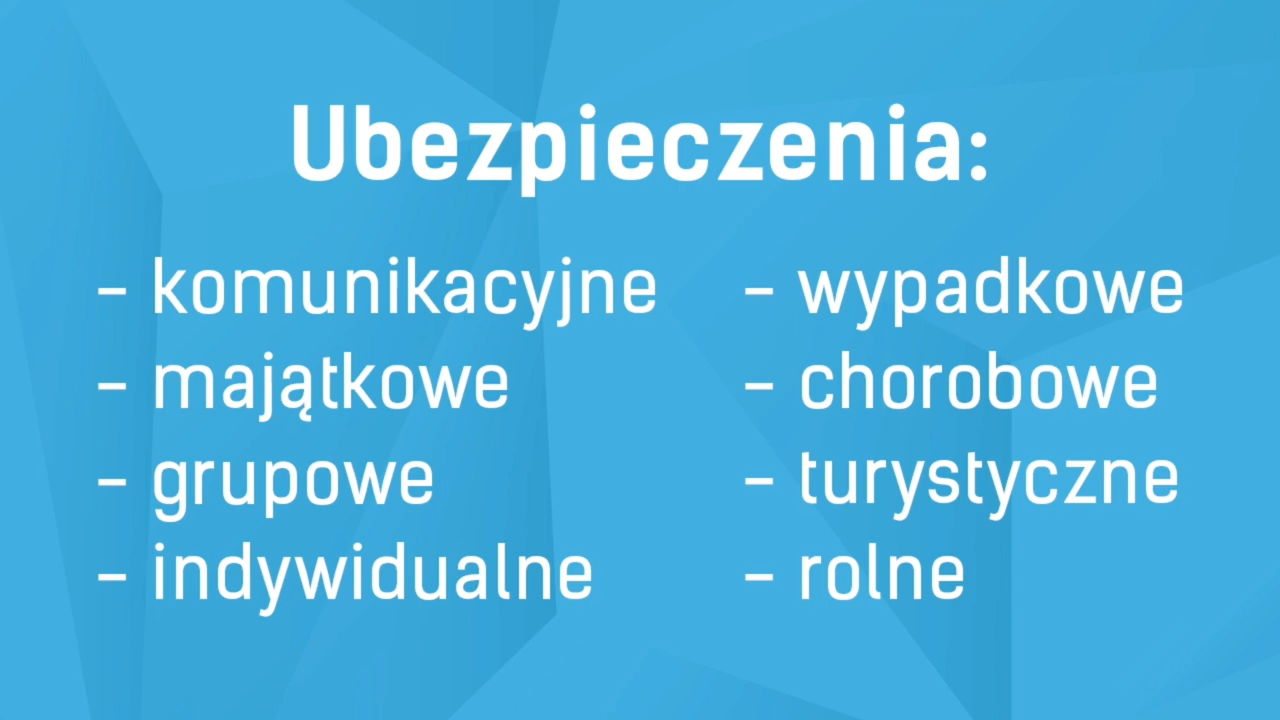 Ubezpieczenia:
– komunikacyjne
– majątkowe
– grupowe
– indywidualne
– wypadkowe
– chorobowe
– turystyczne
– rolne